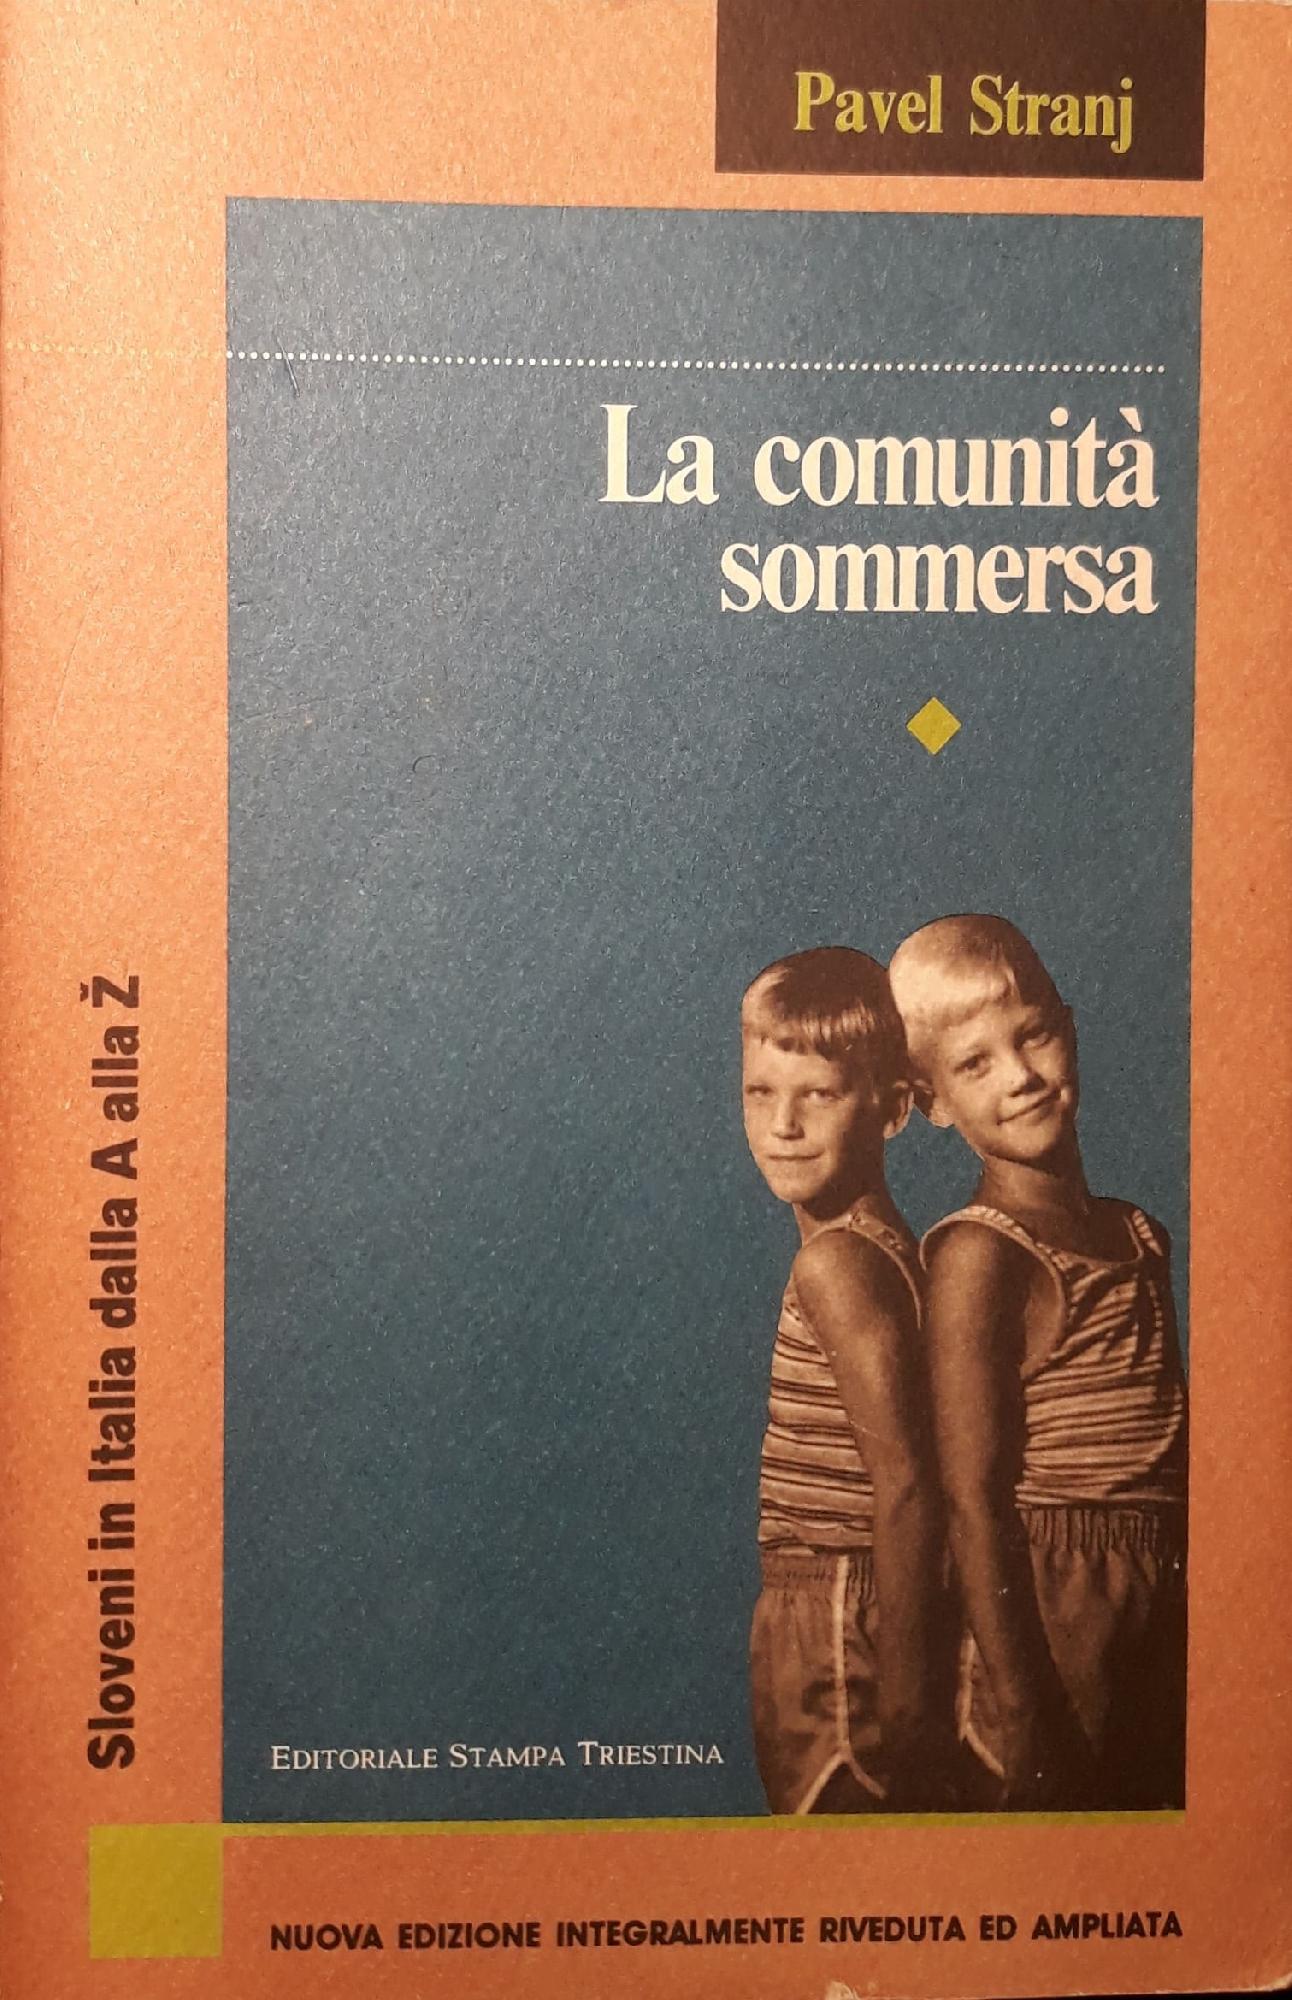 Pavel Stranj
La comunità
sommersa
Sloveni in Italia dalla A alla Ž
EDITORIALE STAMPA TRIESTINA
NUOVA EDIZIONE INTEGRALMENTE RIVEDUTA ED AMPLIATA